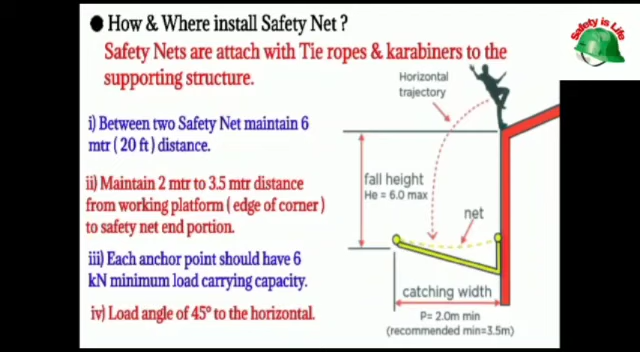 ● How & Where install Safety Net ?
Safety Nets are attach with Tie ropes & karabiners to the
supporting structure.
Safety is Life
Horizontal
trajectory
i) Between two Safety Net maintain 6
mtr ( 20 ft ) distance.
ii) Maintain 2 mtr to 3.5 mtr distance
from working platform ( edge of corner )
to safety net end portion.
iii) Each anchor point should have 6
kN minimum load carrying capacity.
iv) Load angle of 45° to the horizontal.
fall height
He = 6.0 max
net
catching width
P= 2.0m min
(recommended min=3.5m)